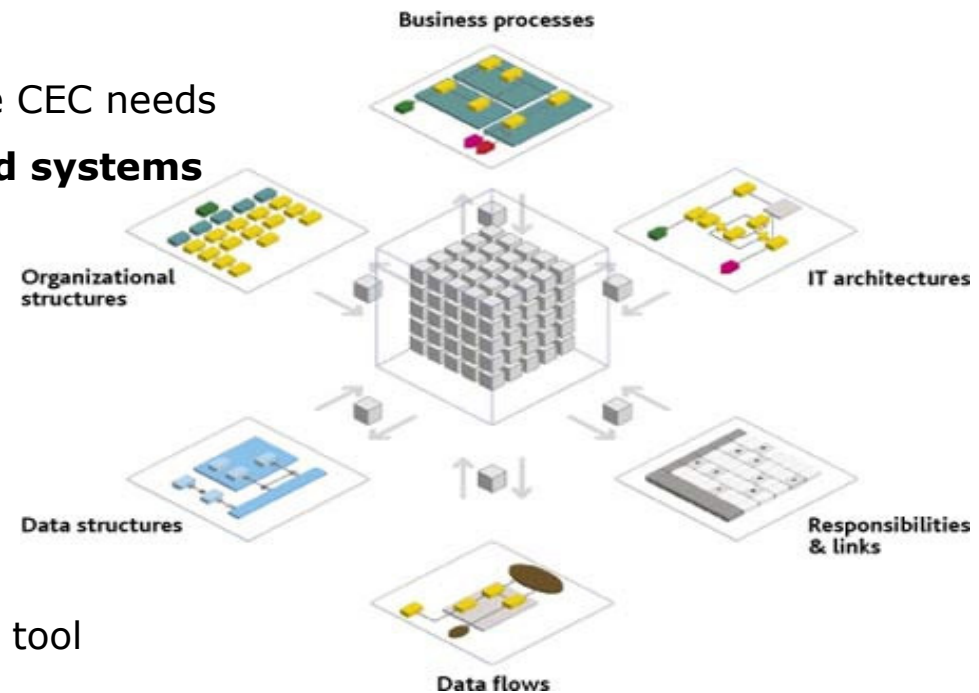 Business processes
CEC needs
systems
Organizational
structures
IT architectures
Data structures
Responsibilities
& links
tool
Data flows